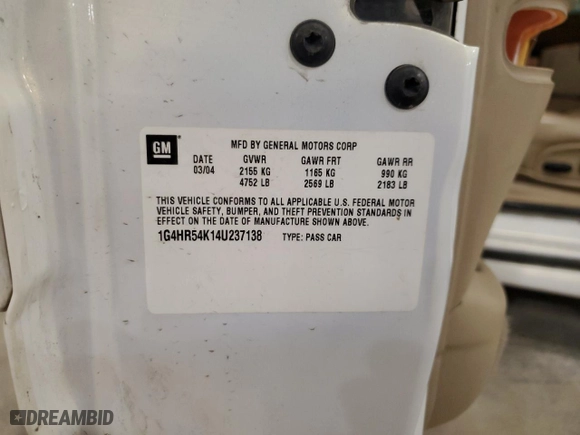 GM
MFD BY GENERAL MOTORS CORP
DATE GVWR GAWR FRT GAWR RR
03/04 2155 KG 1165 KG 990 KG
4752 LB 2569 LB 2183 LB
THIS VEHICLE CONFORMS TO ALL APPLICABLE U.S. FEDERAL MOTOR
VEHICLE SAFETY, BUMPER, AND THEFT PREVENTION STANDARDS IN
EFFECT ON THE DATE OF MANUFACTURE SHOWN ABOVE.
1G4HR54K14U237138 TYPE: PASS CAR
DREAMBID